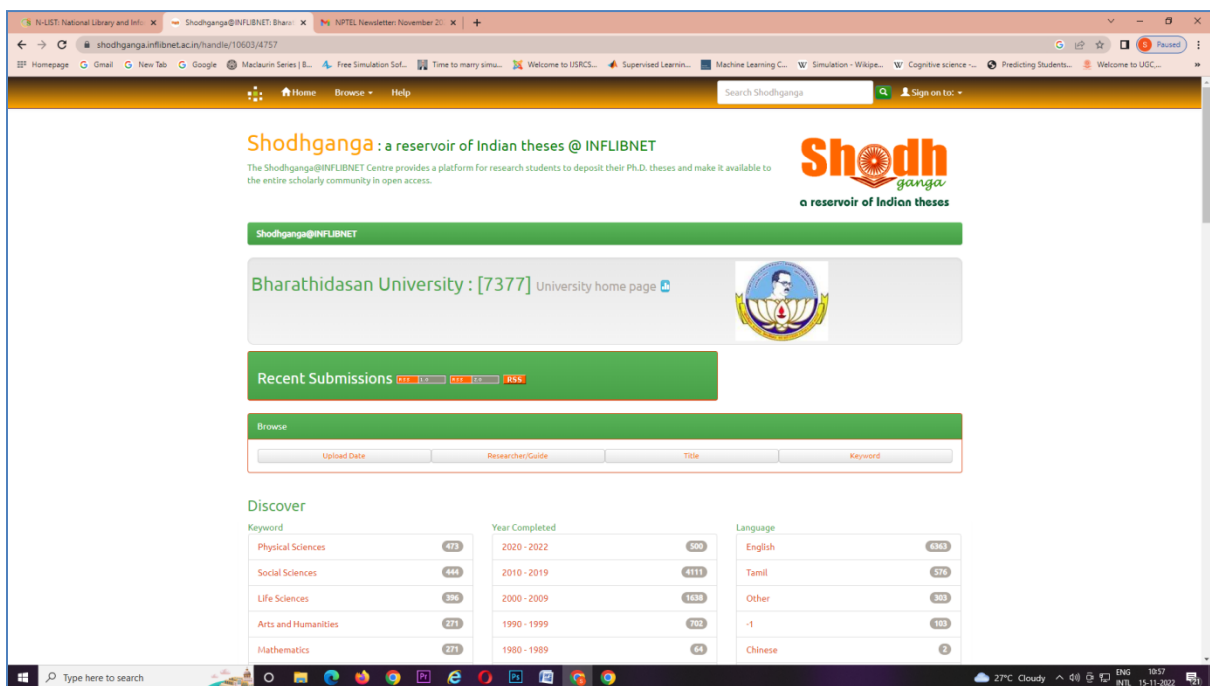 N-LIST: National Library and Info
Shodhganga@INFLIBNET: Bharat
NPTEL Newsletter: November 20
shodhganga.inflibnet.ac.in/handle/10603/4757
Paused
Homepage Gmail New Tab Google Maclaurin Series | B... Free Simulation Sof... Time to marry simu... Welcome to USRCS... Supervised Learnin... Machine Learning C... Simulation - Wikipe... Cognitive science -... Predicting Students... Welcome to UGC,...
Home Browse Help
Search Shodhganga
Sign on to:
Shodhganga : a reservoir of Indian theses @ INFLIBNET
The Shodhganga@INFLIBNET Centre provides a platform for research students to deposit their Ph.D. theses and make it available to
the entire scholarly community in open access.
Shodh
ganga
a reservoir of Indian theses
Shodhganga@INFLIBNET
Bharathidasan University : [7377] University home page
Recent Submissions RSS 1.0 RSS 2.0 RSS
Browse
Upload Date Researcher/Guide Title Keyword
Discover
Keyword Year Completed Language
Physical Sciences 473 2020 - 2022 500 English 6363
Social Sciences 444 2010 - 2019 4111 Tamil 576
Life Sciences 396 2000 - 2009 1638 Other 303
Arts and Humanities 271 1990 - 1999 702 -1 103
Mathematics 271 1980 - 1989 64 Chinese 2
Type here to search
27°C Cloudy
ENG
INTL
10:57
15-11-2022
21